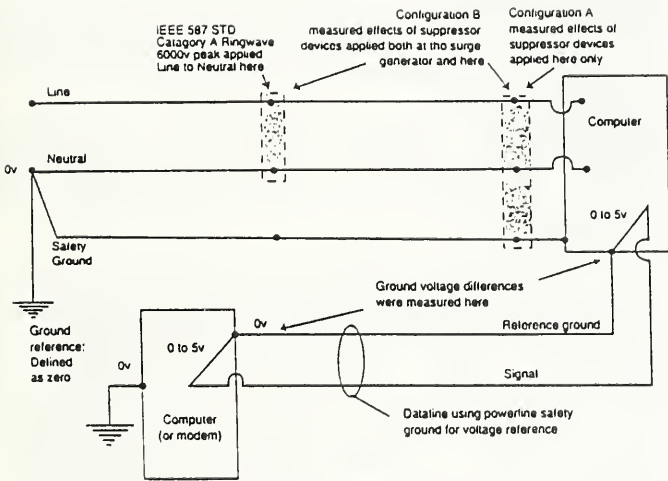 IEEE 587 STD
Catagory A Ringwave
6000v peak applied
Line to Neutral here
Configuration B
measured effects of
suppressor
devices applied both at the surge
generator and here
Configuration A
measured effects of
suppressor devices
applied here only
Line
Computer
0v
Neutral
0 to 5v
Safety
Ground
Ground voltage differences
were measured here
Ground
reference:
Defined
as zero
0v
Reference ground
0v
0 to 5v
Signal
Computer
(or modem)
Dataline using powerline safety
ground for voltage reference